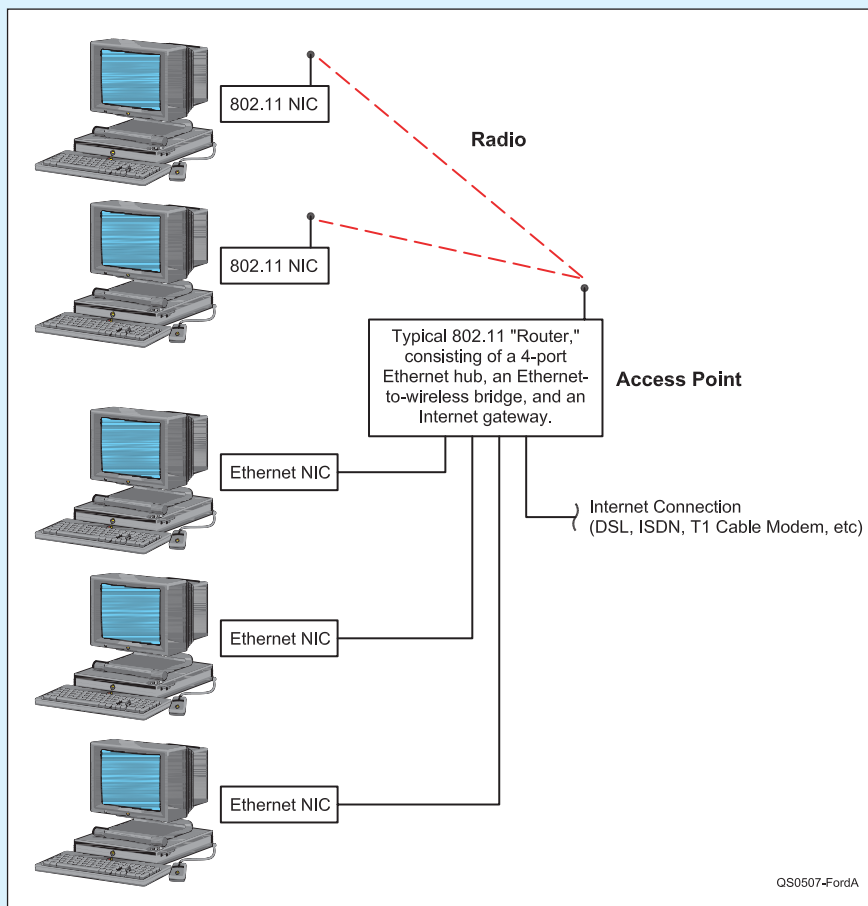 802.11 NIC
Radio
802.11 NIC
Typical 802.11 "Router,"
consisting of a 4-port
Ethernet hub, an Ethernet-
to-wireless bridge, and an
Internet gateway.
Access Point
Ethernet NIC
Internet Connection
(DSL, ISDN, T1 Cable Modem, etc)
Ethernet NIC
Ethernet NIC
QS0507-FordA